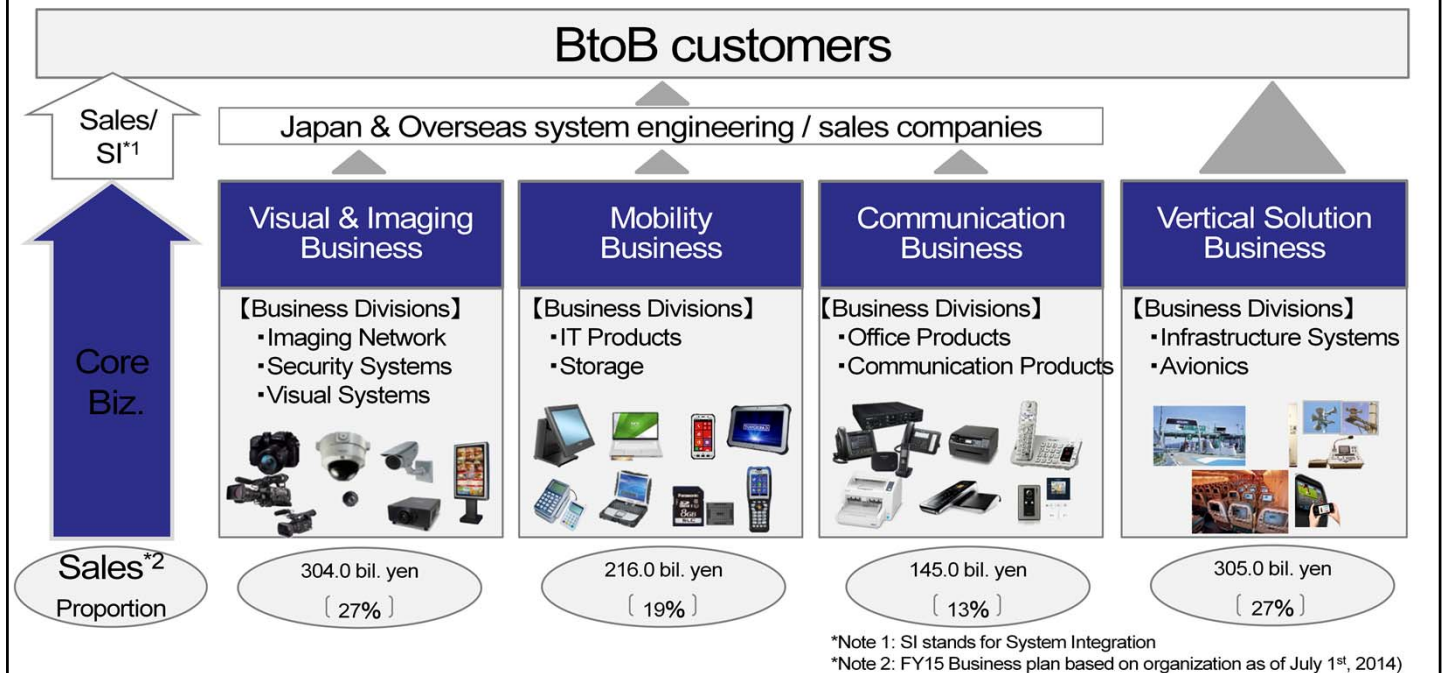 BtoB customers
Sales/
SI*1
Japan & Overseas system engineering / sales companies
Core
Biz.
Visual & Imaging
Business
【Business Divisions】
・Imaging Network
・Security Systems
・Visual Systems
Mobility
Business
【Business Divisions】
・IT Products
・Storage
Communication
Business
【Business Divisions】
・Office Products
・Communication Products
Vertical Solution
Business
【Business Divisions】
・Infrastructure Systems
・Avionics
Panasonic
8GB
SLC
Sales*2
Proportion
304.0 bil. yen
〔 27% 〕
216.0 bil. yen
〔 19% 〕
145.0 bil. yen
〔 13% 〕
305.0 bil. yen
〔 27% 〕
*Note 1: SI stands for System Integration
*Note 2: FY15 Business plan based on organization as of July 1st, 2014)